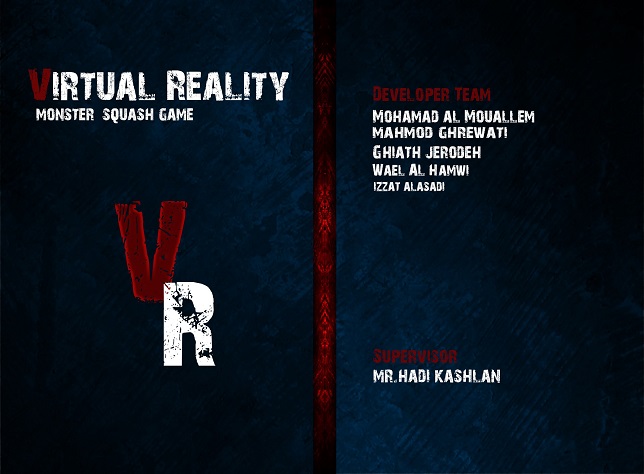 VIRTUAL REALITY
MONSTER SQUASH GAME
V
R
DEVELOPER TEAM
MOHAMAD AL MOUALLEM
MAHMOD GHREWATI
GHIATH JERODEH
WAEL AL HAMWI
IZZAT ALASADI
SUPERVISOR
MR.HADI KASHLAN